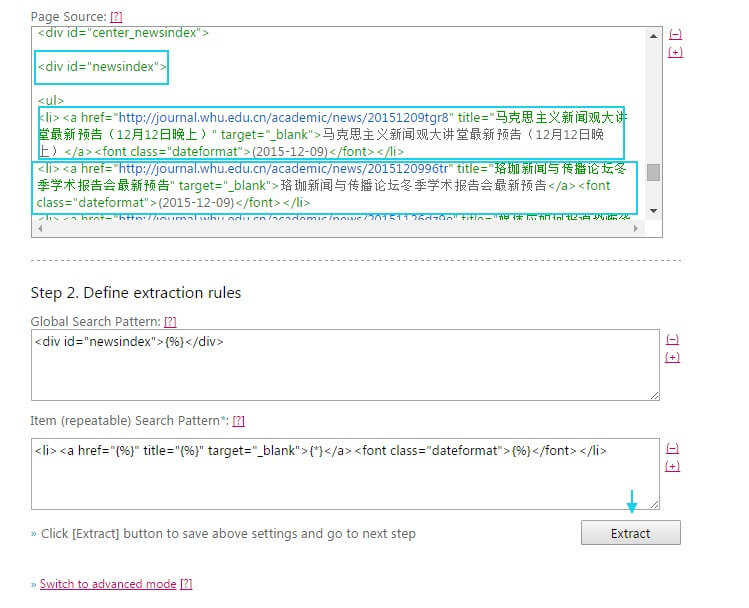 Page Source: [?]
<div id="center_newsindex">
(–)
(+)
<div id="newsindex">
<ul>
<li><a href="http://journal.whu.edu.cn/academic/news/20151209tgr8" title="马克思主义新闻观大讲
堂最新预告（12月12日晚上）" target="_blank">马克思主义新闻观大讲堂最新预告（12月12日晚
上）</a><font class="dateformat">(2015-12-09)</font></li>
<li><a href="http://journal.whu.edu.cn/academic/news/2015120996tr" title="珞珈新闻与传播论坛冬
季学术报告会最新预告" target="_blank">珞珈新闻与传播论坛冬季学术报告会最新预告</a><font
class="dateformat">(2015-12-09)</font></li>
<li><a href="http://journal.whu.edu.cn/academic/news/20151126dz9o" title="媒体应如何报道恐怖袭
Step 2. Define extraction rules
Global Search Pattern: [?]
<div id="newsindex">{%}</div>
(–)
(+)
Item (repeatable) Search Pattern*: [?]
<li><a href="{%}" title="{%}" target="_blank">{*}</a><font class="dateformat">{%}</font></li>
(–)
(+)
» Click [Extract] button to save above settings and go to next step
Extract
» Switch to advanced mode [?]